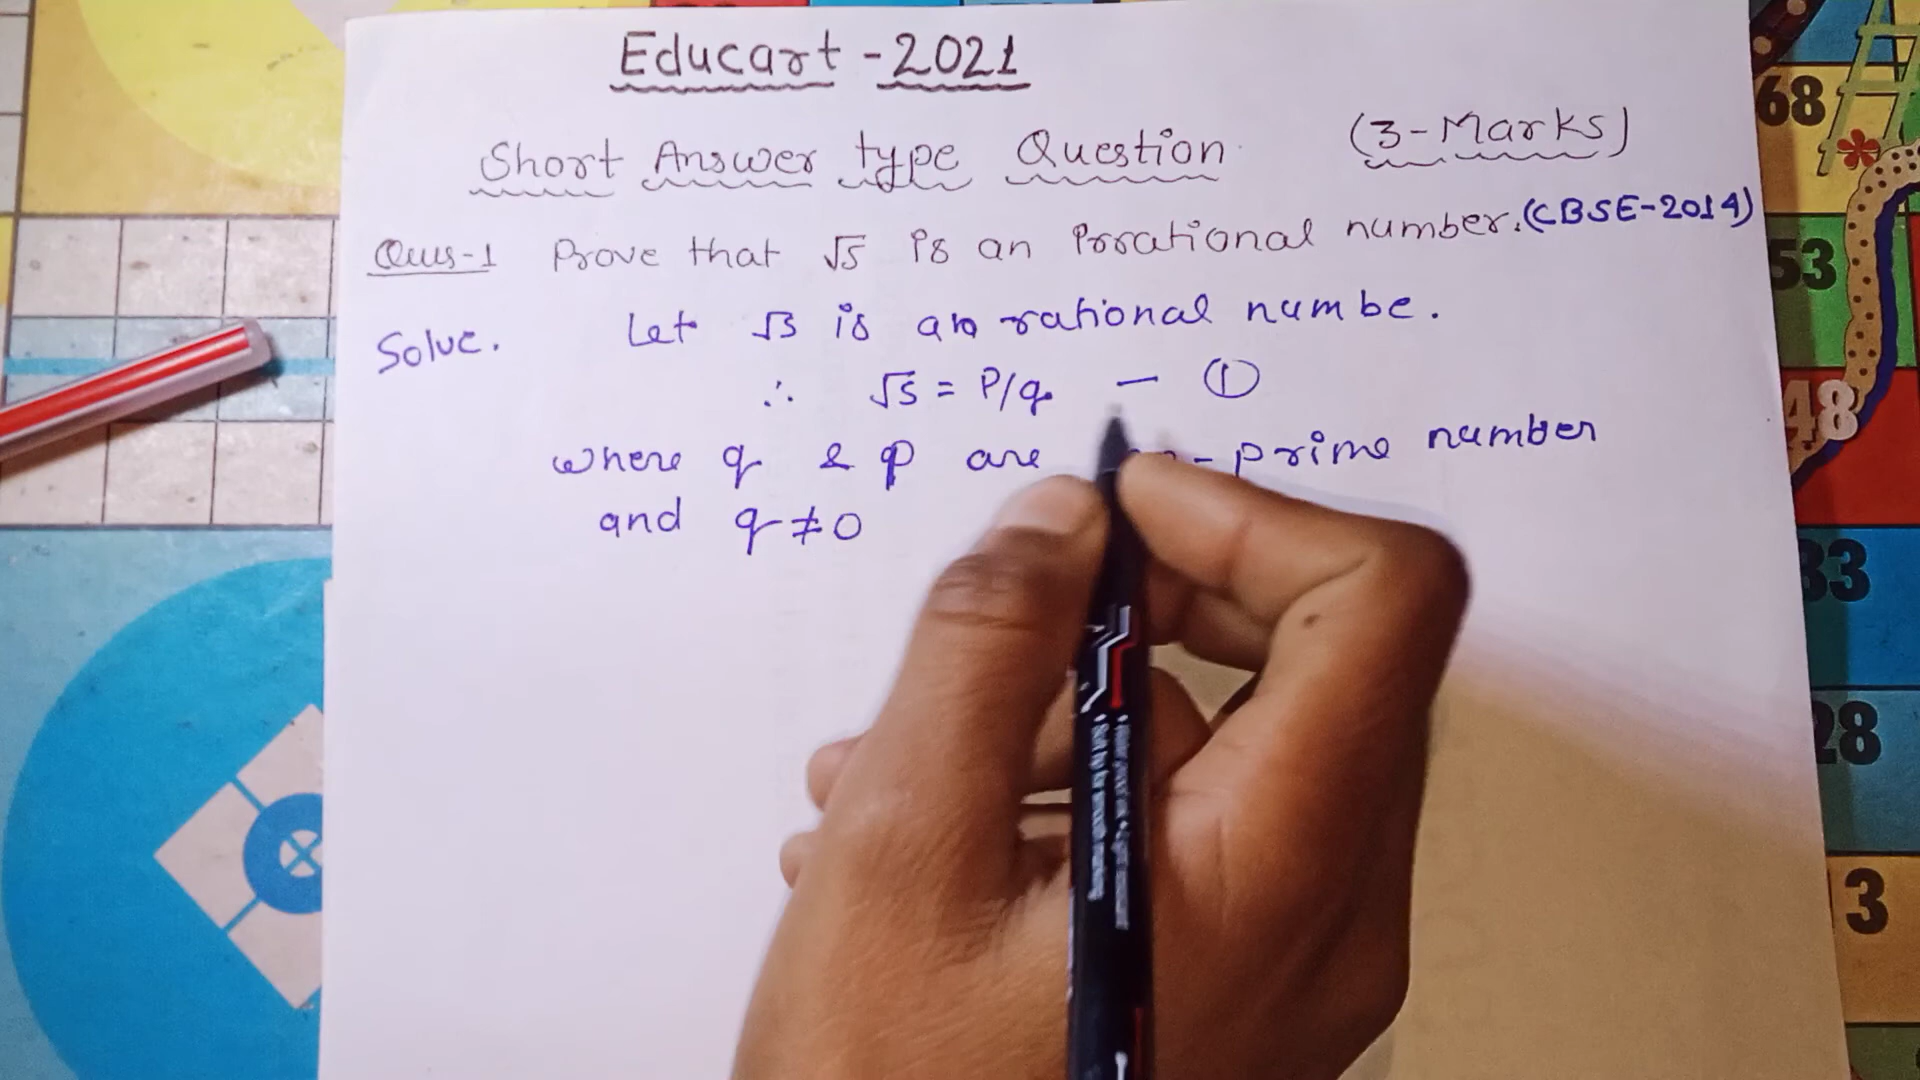 Educart - 2021
Short Answer type Question (3-Marks)
Ques-1 Prove that √5 is an irrational number. (CBSE-2014)
Solve. Let √3 is an rational numbe.
∴ √5 = P/q — ①
where q & p are - prime number
and q ≠ 0
68
53
48
33
28
3